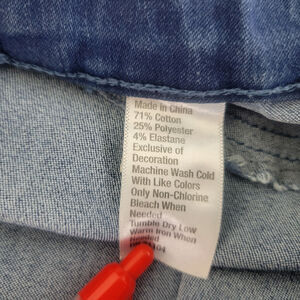 Made in China
71% Cotton
25% Polyester
4% Elastane
Exclusive of
Decoration
Machine Wash Cold
With Like Colors
Only Non-Chlorine
Bleach When
Needed
Tumble Dry Low
Warm Iron When
Needed